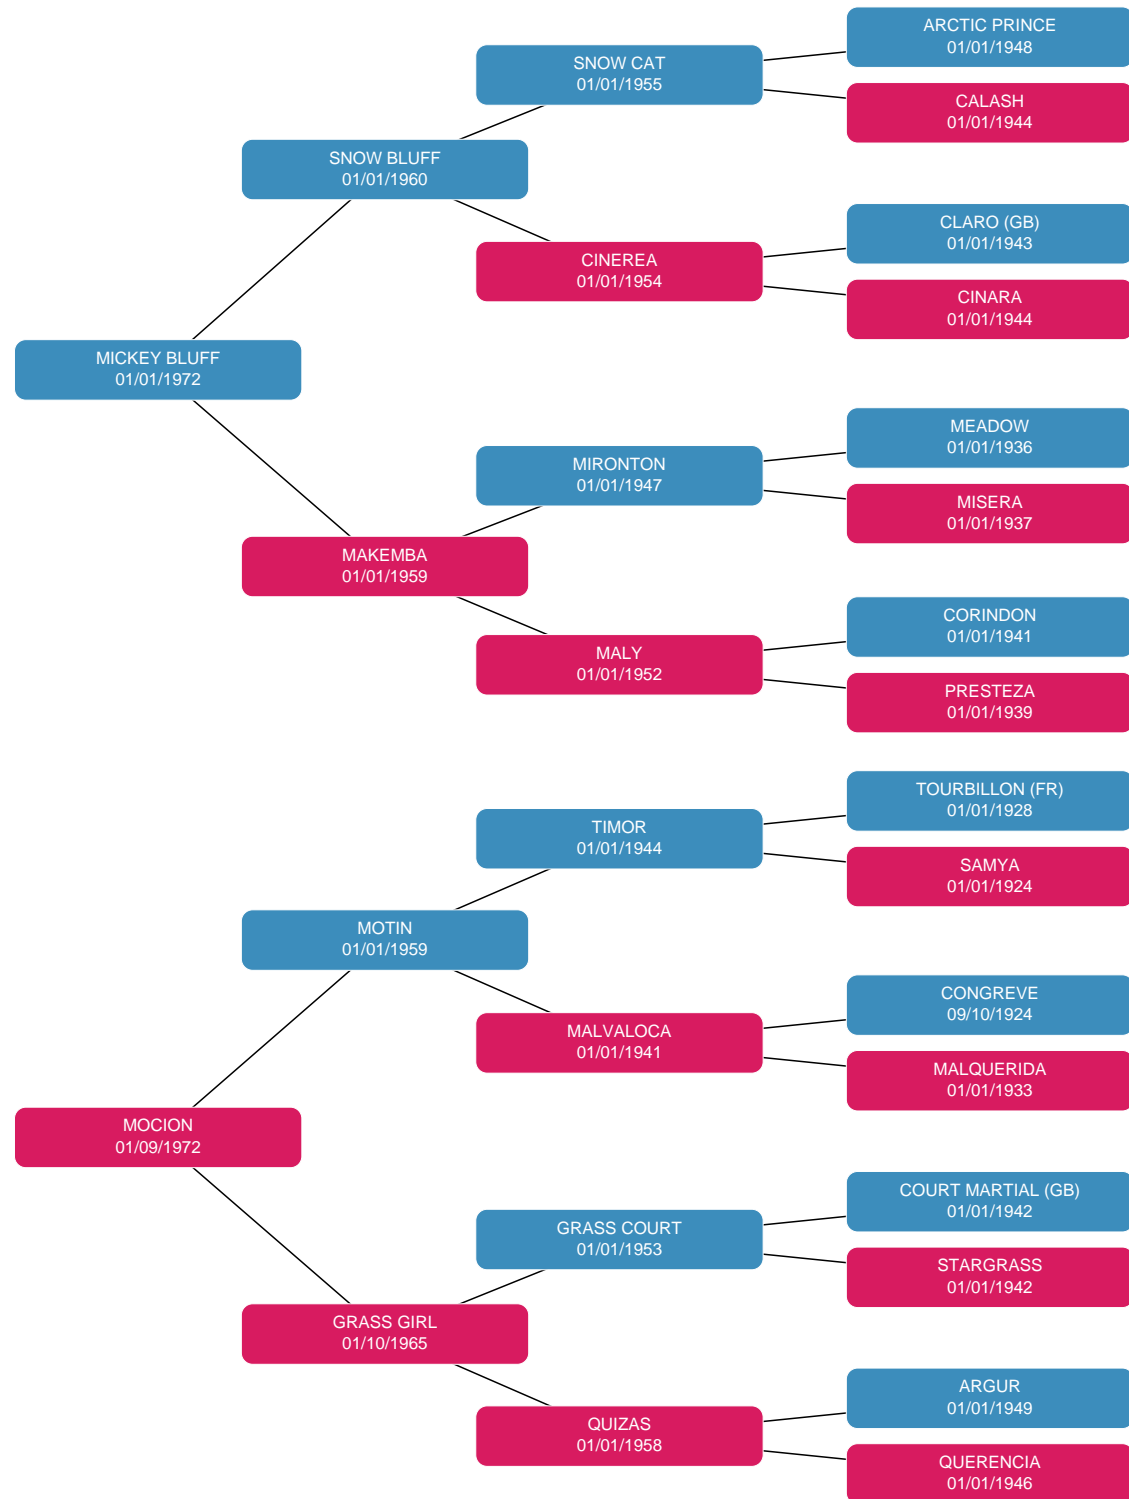 ARCTIC PRINCE
01/01/1948
SNOW CAT
01/01/1955
CALASH
01/01/1944
SNOW BLUFF
01/01/1960
CLARO (GB)
01/01/1943
CINEREA
01/01/1954
CINARA
01/01/1944
MICKEY BLUFF
01/01/1972
MEADOW
01/01/1936
MIRONTON
01/01/1947
MISERA
01/01/1937
MAKEMBA
01/01/1959
CORINDON
01/01/1941
MALY
01/01/1952
PRESTEZA
01/01/1939
TOURBILLON (FR)
01/01/1928
TIMOR
01/01/1944
SAMYA
01/01/1924
MOTIN
01/01/1959
CONGREVE
09/10/1924
MALVALOCA
01/01/1941
MALQUERIDA
01/01/1933
MOCION
01/09/1972
COURT MARTIAL (GB)
01/01/1942
GRASS COURT
01/01/1953
STARGRASS
01/01/1942
GRASS GIRL
01/10/1965
ARGUR
01/01/1949
QUIZAS
01/01/1958
QUERENCIA
01/01/1946